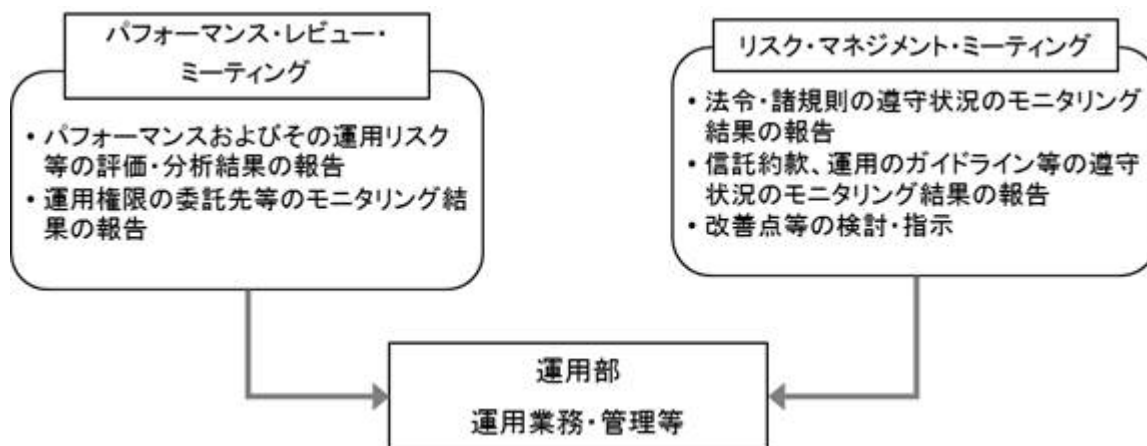 パフォーマンス・レビュー・
ミーティング
・パフォーマンスおよびその運用リスク
等の評価・分析結果の報告
・運用権限の委託先等のモニタリング結
果の報告
リスク・マネジメント・ミーティング
・法令・諸規則の遵守状況のモニタリング
結果の報告
・信託約款、運用のガイドライン等の遵守
状況のモニタリング結果の報告
・改善点等の検討・指示
運用部
運用業務・管理等